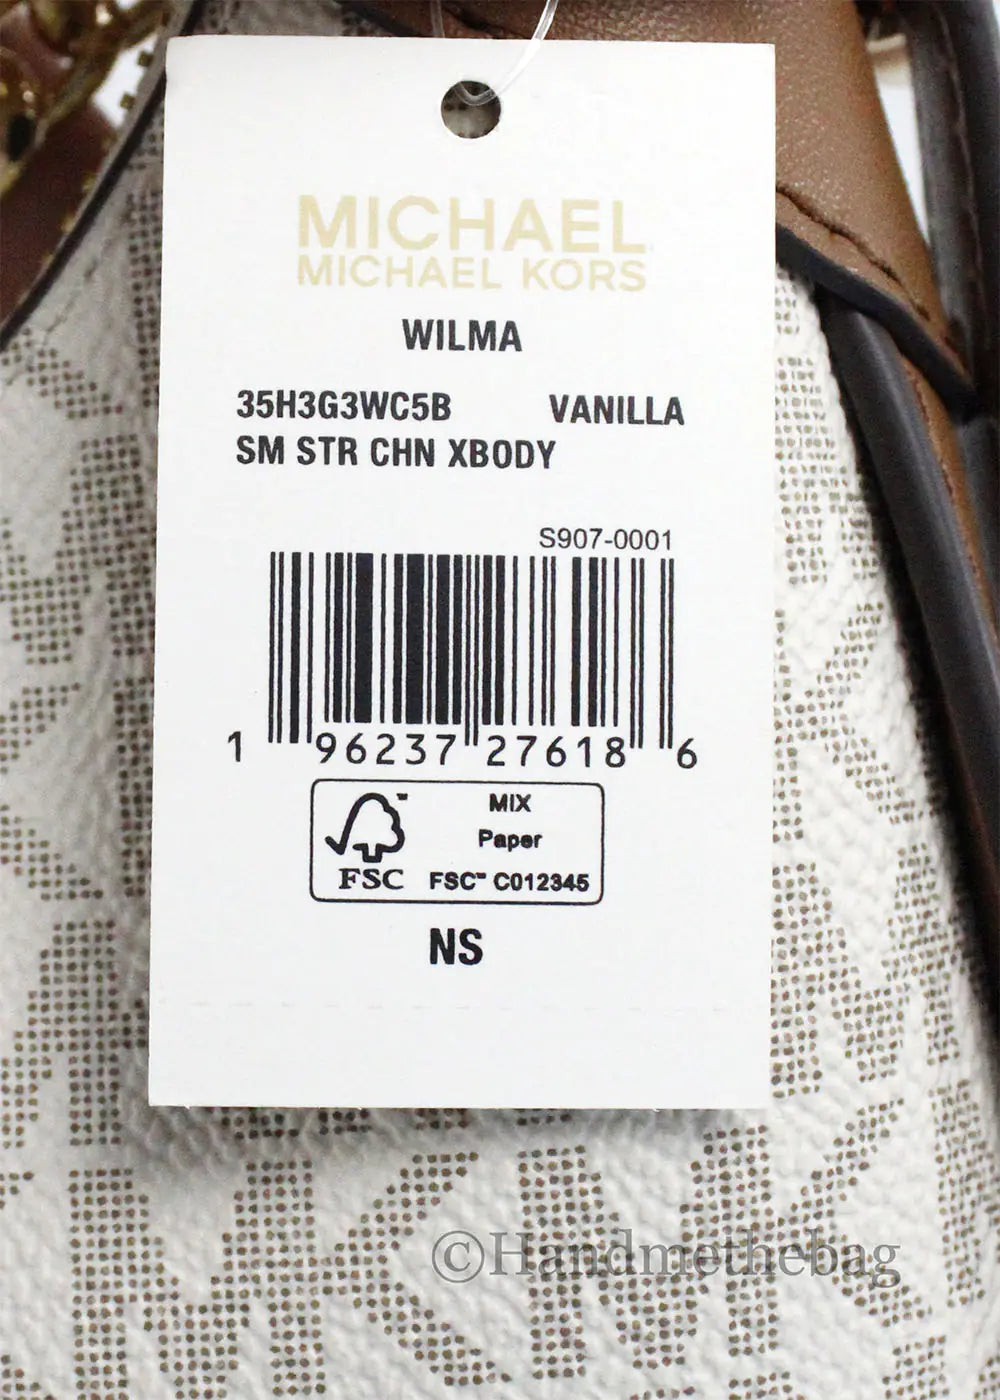 MICHAEL
MICHAEL KORS
WILMA
35H3G3WC5B VANILLA
SM STR CHN XBODY
S907-0001
1 96237 27618 6
MIX
Paper
FSC™ C012345
FSC
NS
©Handmethebag